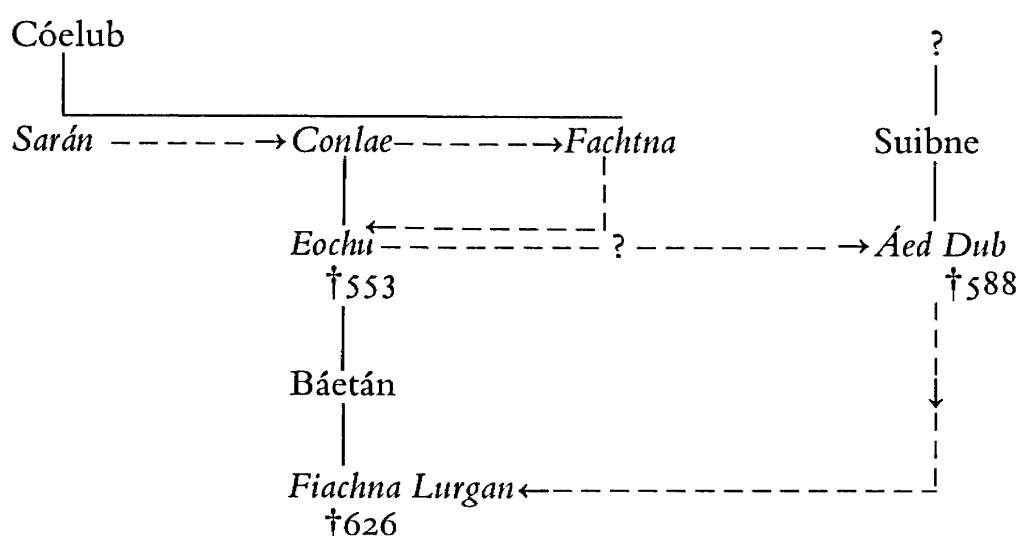 Cóelub ?
Sarán Conlae Fachtna Suibne
Eochu ? Áed Dub
†553 †588
Báetán
Fiachna Lurgan
†626